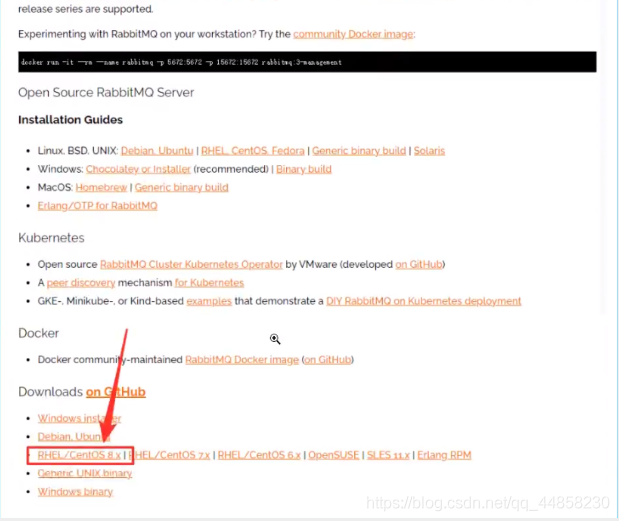 release series are supported.
Experimenting with RabbitMQ on your workstation? Try the community Docker image:
docker run -it --rm --name rabbitmq -p 5672:5672 -p 15672:15672 rabbitmq:3-management
Open Source RabbitMQ Server
Installation Guides
Linux, BSD, UNIX: Debian, Ubuntu | RHEL, CentOS, Fedora | Generic binary build | Solaris
Windows: Chocolatey or Installer (recommended) | Binary build
MacOS: Homebrew | Generic binary build
Erlang/OTP for RabbitMQ
Kubernetes
Open source RabbitMQ Cluster Kubernetes Operator by VMware (developed on GitHub)
A peer discovery mechanism for Kubernetes
GKE-, Minikube-, or Kind-based examples that demonstrate a DIY RabbitMQ on Kubernetes deployment
Docker
Docker community-maintained RabbitMQ Docker image (on GitHub)
Downloads on GitHub
Windows installer
Debian, Ubuntu
RHEL/CentOS 8.x | RHEL/CentOS 7.x | RHEL/CentOS 6.x | OpenSUSE | SLES 11.x | Erlang RPM
Generic UNIX binary
Windows binary
https://blog.csdn.net/qq_44858230